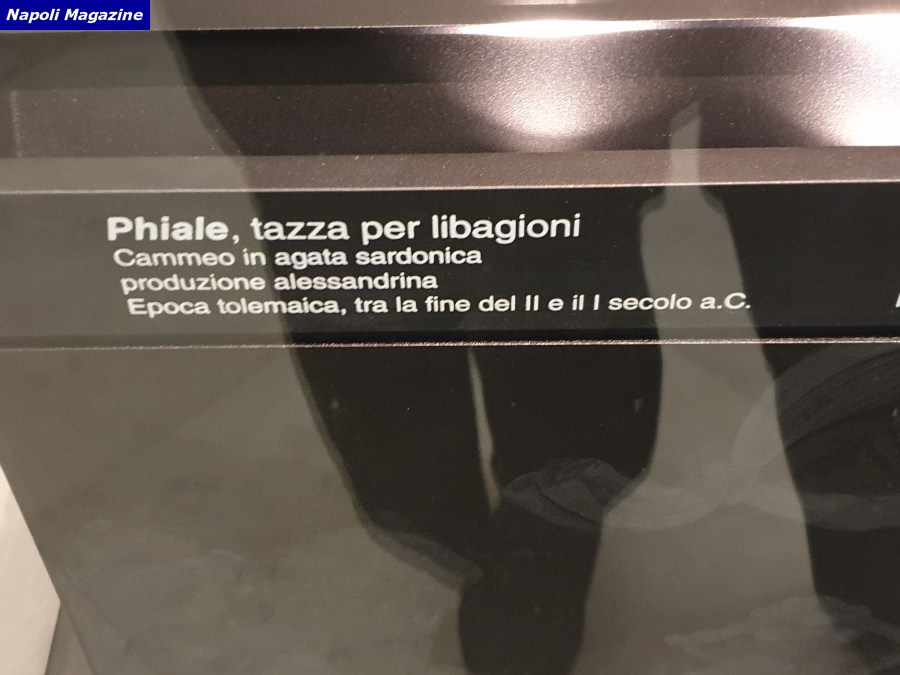 Napoli Magazine
Phiale, tazza per libagioni
Cammeo in agata sardonica
produzione alessandrina
Epoca tolemaica, tra la fine del II e il I secolo a.C.